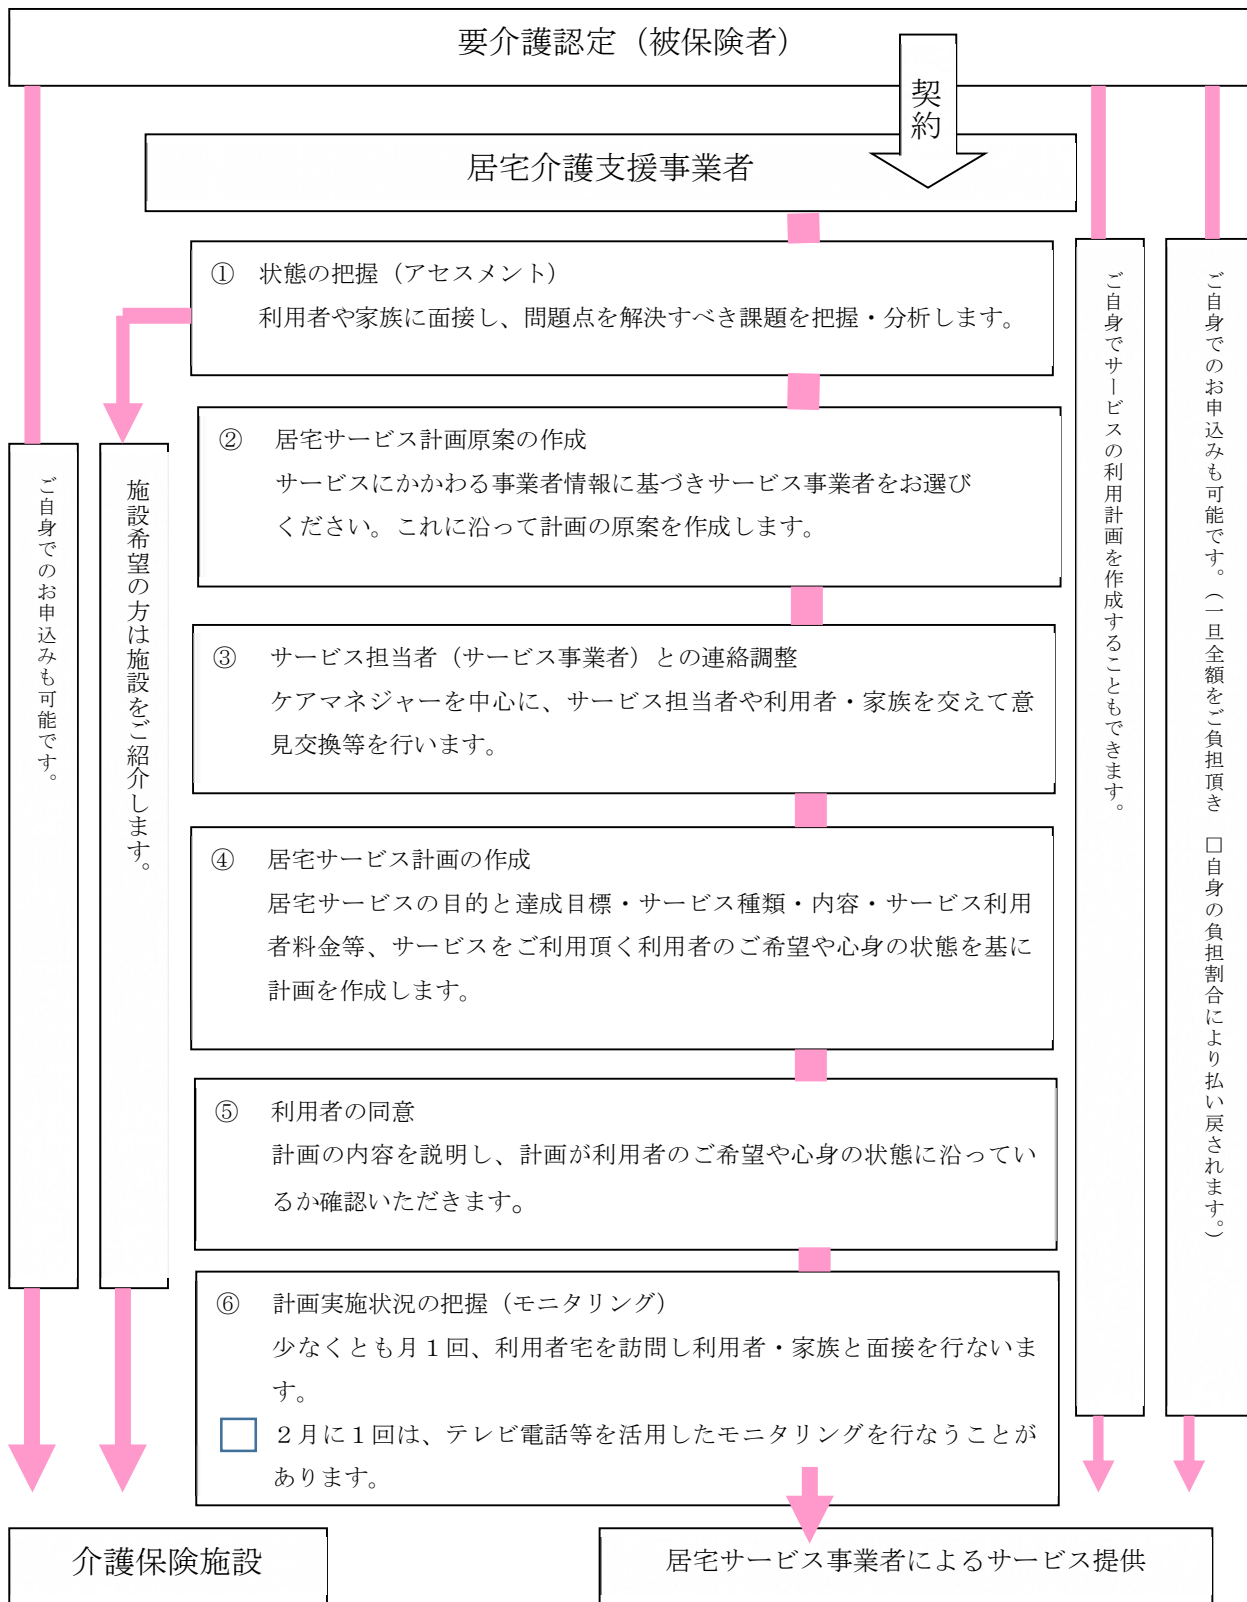 要介護認定（被保険者）
契約
居宅介護支援事業者
① 状態の把握（アセスメント）
利用者や家族に面接し、問題点を解決すべき課題を把握・分析します。
② 居宅サービス計画原案の作成
サービスにかかわる事業者情報に基づきサービス事業者をお選び
ください。これに沿って計画の原案を作成します。
③ サービス担当者（サービス事業者）との連絡調整
ケアマネジャーを中心に、サービス担当者や利用者・家族を交えて意
見交換等を行います。
④ 居宅サービス計画の作成
居宅サービスの目的と達成目標・サービス種類・内容・サービス利用
者料金等、サービスをご利用頂く利用者のご希望や心身の状態を基に
計画を作成します。
⑤ 利用者の同意
計画の内容を説明し、計画が利用者のご希望や心身の状態に沿ってい
るか確認いただきます。
⑥ 計画実施状況の把握（モニタリング）
少なくとも月１回、利用者宅を訪問し利用者・家族と面接を行ないま
す。
２月に１回は、テレビ電話等を活用したモニタリングを行なうことが
あります。
ご自身でのお申込みも可能です。
施設希望の方は施設をご紹介します。
ご自身でサービスの利用計画を作成することもできます。
ご自身でのお申込みも可能です。（一旦全額をご負担頂き　□自身の負担割合により払い戻されます。）
介護保険施設
居宅サービス事業者によるサービス提供